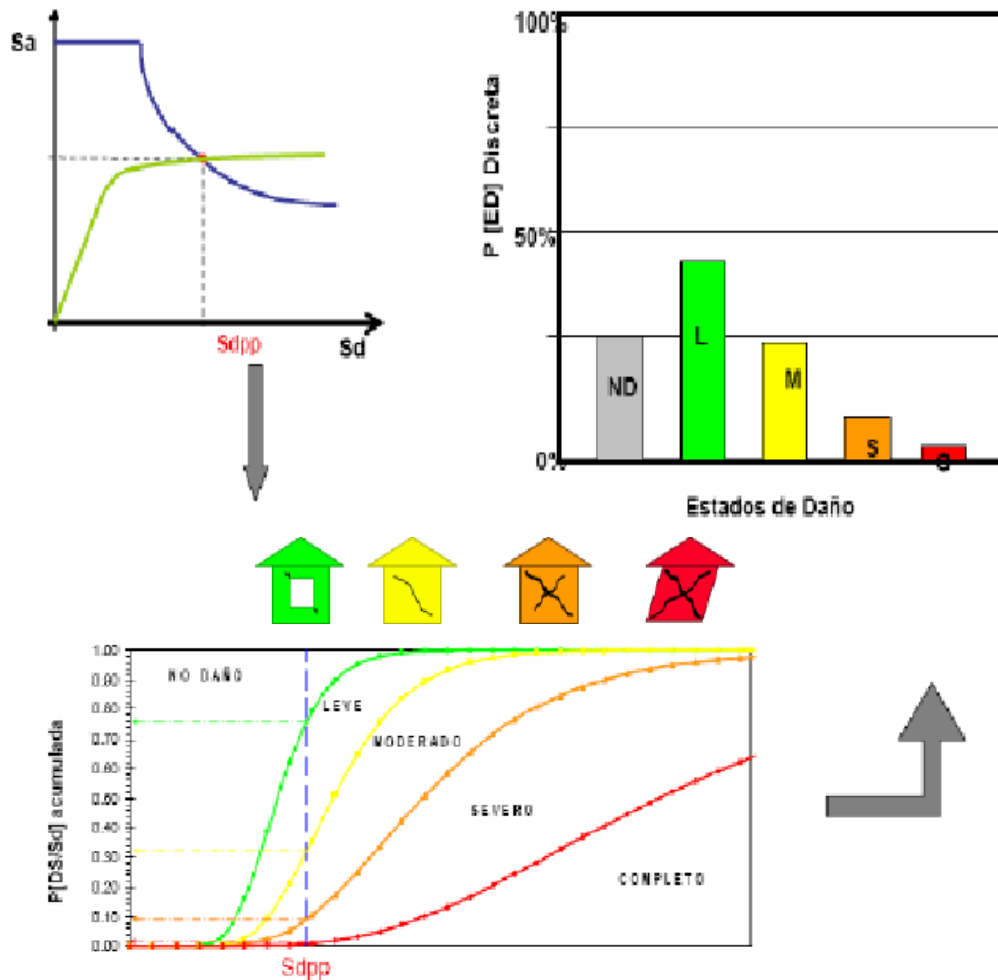 Sa
Sdpp
Sd
100%
50%
0%
P [ED] Discreta
ND
L
M
S
Estados de Daño
1.00
0.90
0.80
0.70
0.60
0.50
0.40
0.30
0.20
0.10
0.00
P[DS/Sd] acumulada
NO DAÑO
LEVE
MODERADO
SEVERO
COMPLETO
Sdpp